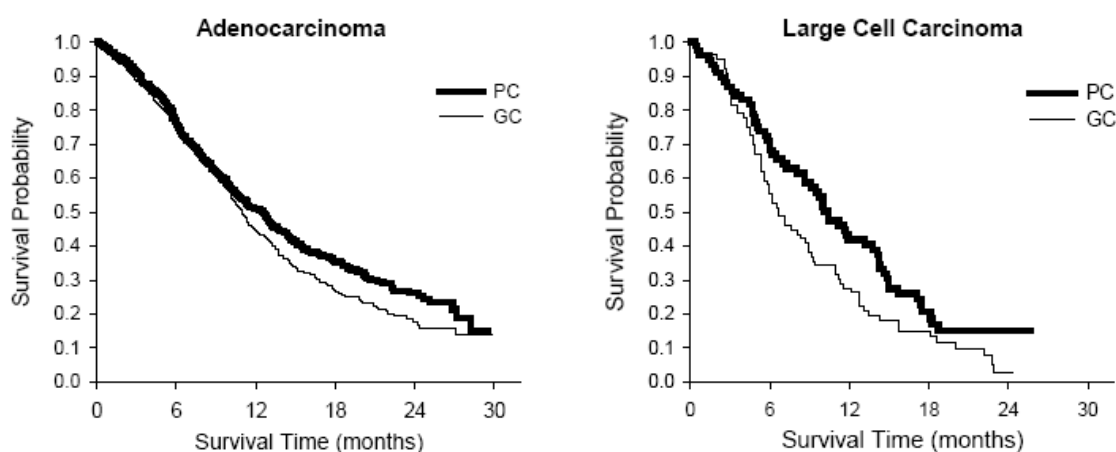 Adenocarcinoma
1.0
0.9
0.8
0.7
0.6
0.5
0.4
0.3
0.2
0.1
0.0
Survival Probability
PC
GC
0 6 12 18 24 30
Survival Time (months)
Large Cell Carcinoma
1.0
0.9
0.8
0.7
0.6
0.5
0.4
0.3
0.2
0.1
0.0
Survival Probability
PC
GC
0 6 12 18 24 30
Survival Time (months)